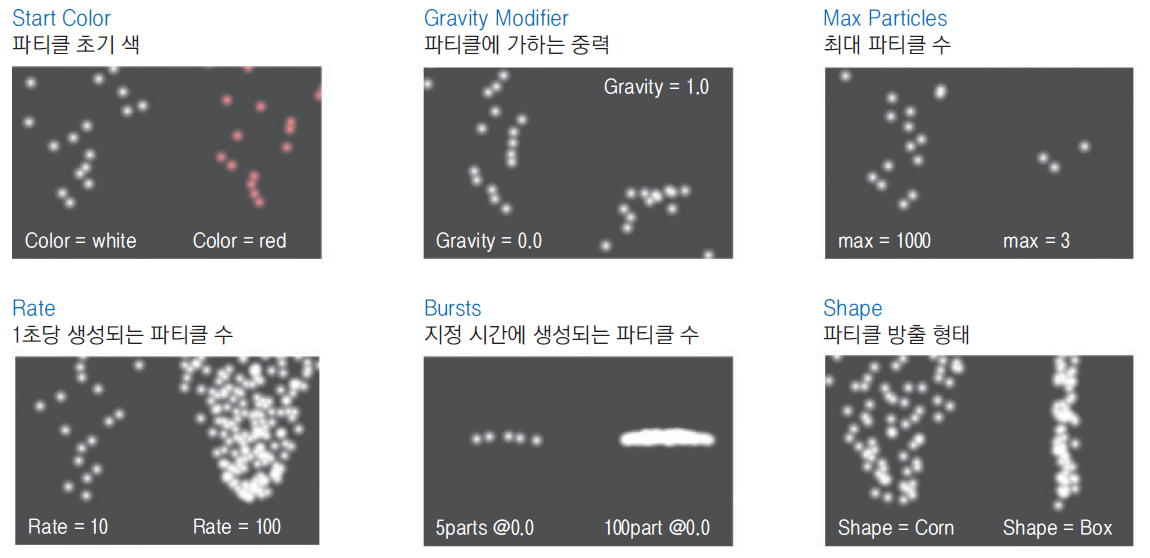 Start Color
파티클 초기 색
Color = white
Color = red
Gravity Modifier
파티클에 가하는 중력
Gravity = 1.0
Gravity = 0.0
Max Particles
최대 파티클 수
max = 1000
max = 3
Rate
1초당 생성되는 파티클 수
Rate = 10
Rate = 100
Bursts
지정 시간에 생성되는 파티클 수
5parts @0.0
100part @0.0
Shape
파티클 방출 형태
Shape = Corn
Shape = Box